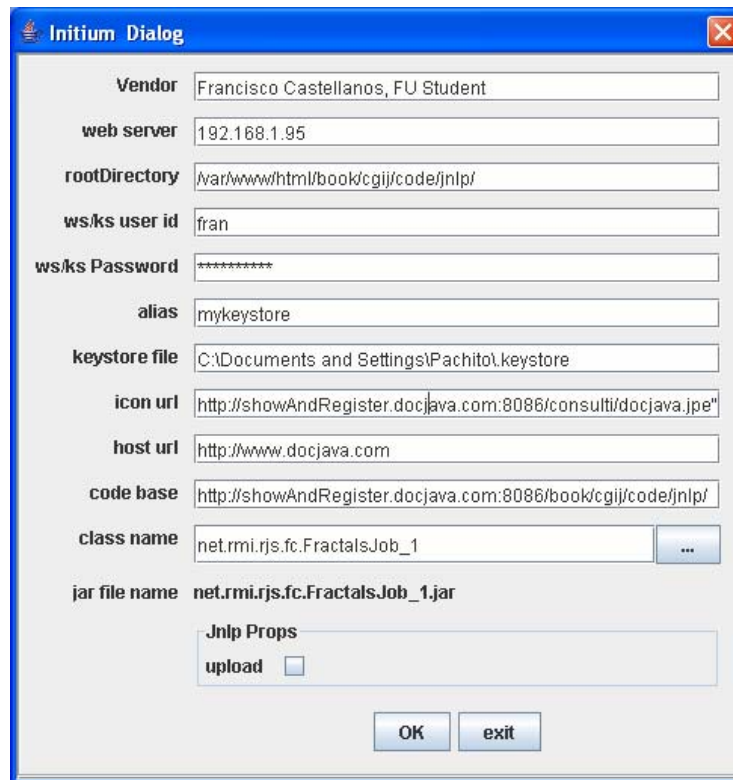 Initium Dialog
Vendor Francisco Castellanos, FU Student
web server 192.168.1.95
rootDirectory /var/www/html/book/cgij/code/jnlp/
ws/ks user id fran
ws/ks Password **********
alias mykeystore
keystore file C:\Documents and Settings\Pachito\.keystore
icon url http://showAndRegister.docjava.com:8086/consulti/docjava.jpe"
host url http://www.docjava.com
code base http://showAndRegister.docjava.com:8086/book/cgij/code/jnlp/
class name net.rmi.rjs.fc.FractalsJob_1 ...
jar file name net.rmi.rjs.fc.FractalsJob_1.jar
Jnlp Props
upload
OK exit